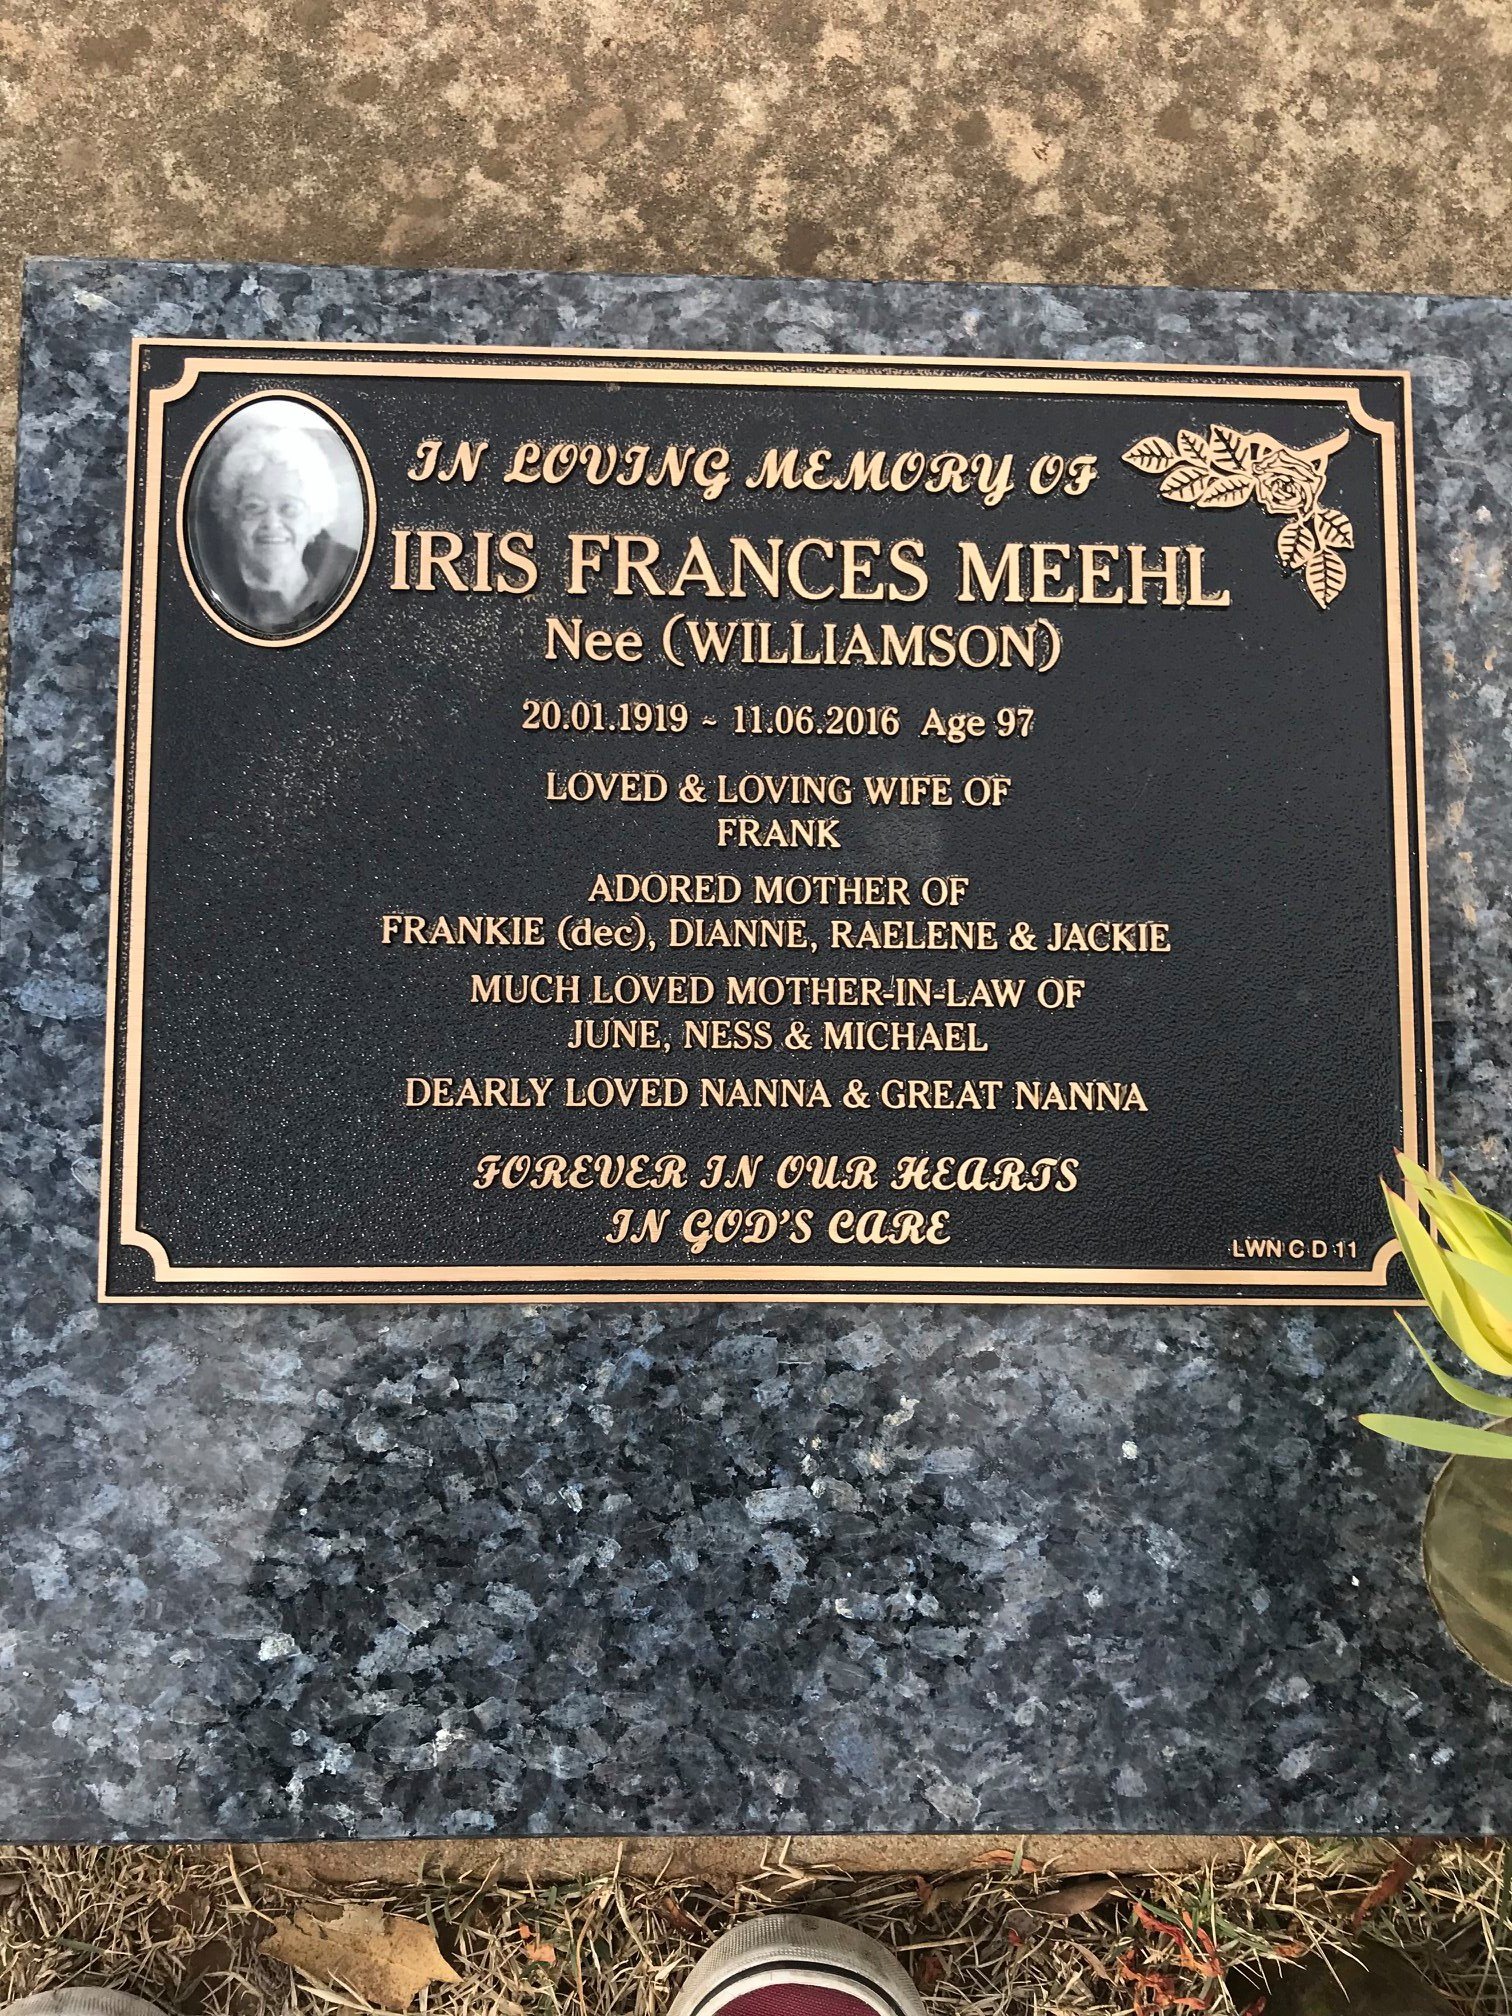 IN LOVING MEMORY OF
IRIS FRANCES MEEHL
Nee (WILLIAMSON)
20.01.1919 ~ 11.06.2016 Age 97
LOVED & LOVING WIFE OF
FRANK
ADORED MOTHER OF
FRANKIE (dec), DIANNE, RAELENE & JACKIE
MUCH LOVED MOTHER-IN-LAW OF
JUNE, NESS & MICHAEL
DEARLY LOVED NANNA & GREAT NANNA
FOREVER IN OUR HEARTS
IN GOD'S CARE
LWN C D 11